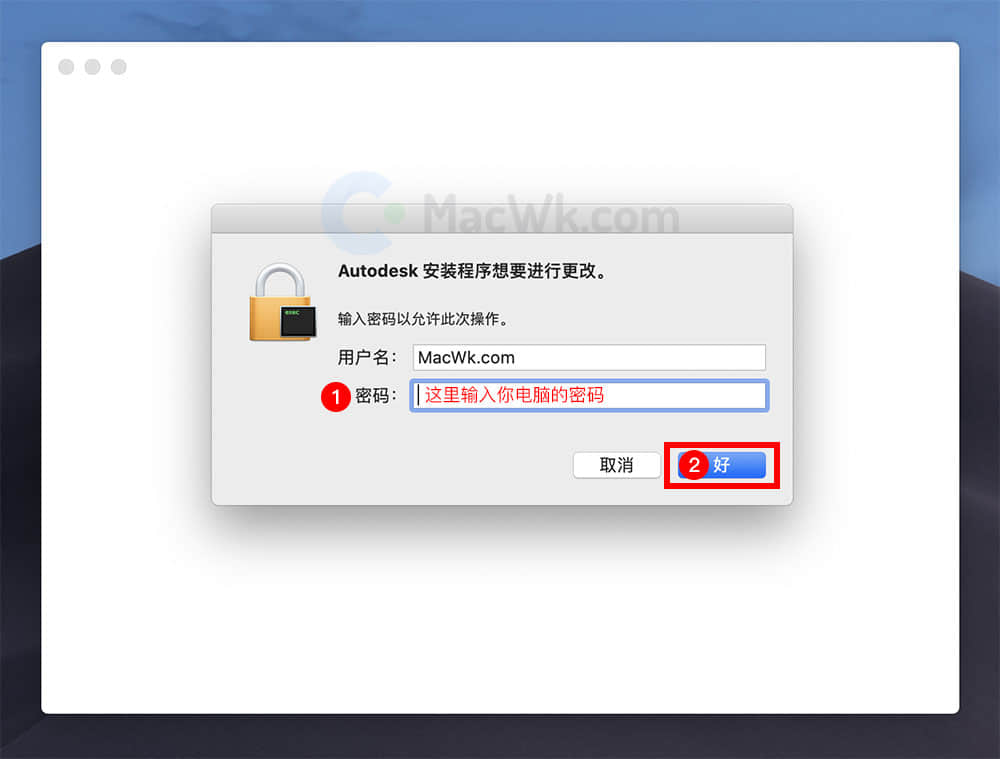 MacWk.com
Autodesk 安装程序想要进行更改。
exec
输入密码以允许此次操作。
用户名： MacWk.com
1 密码： 这里输入你电脑的密码
取消 2 好